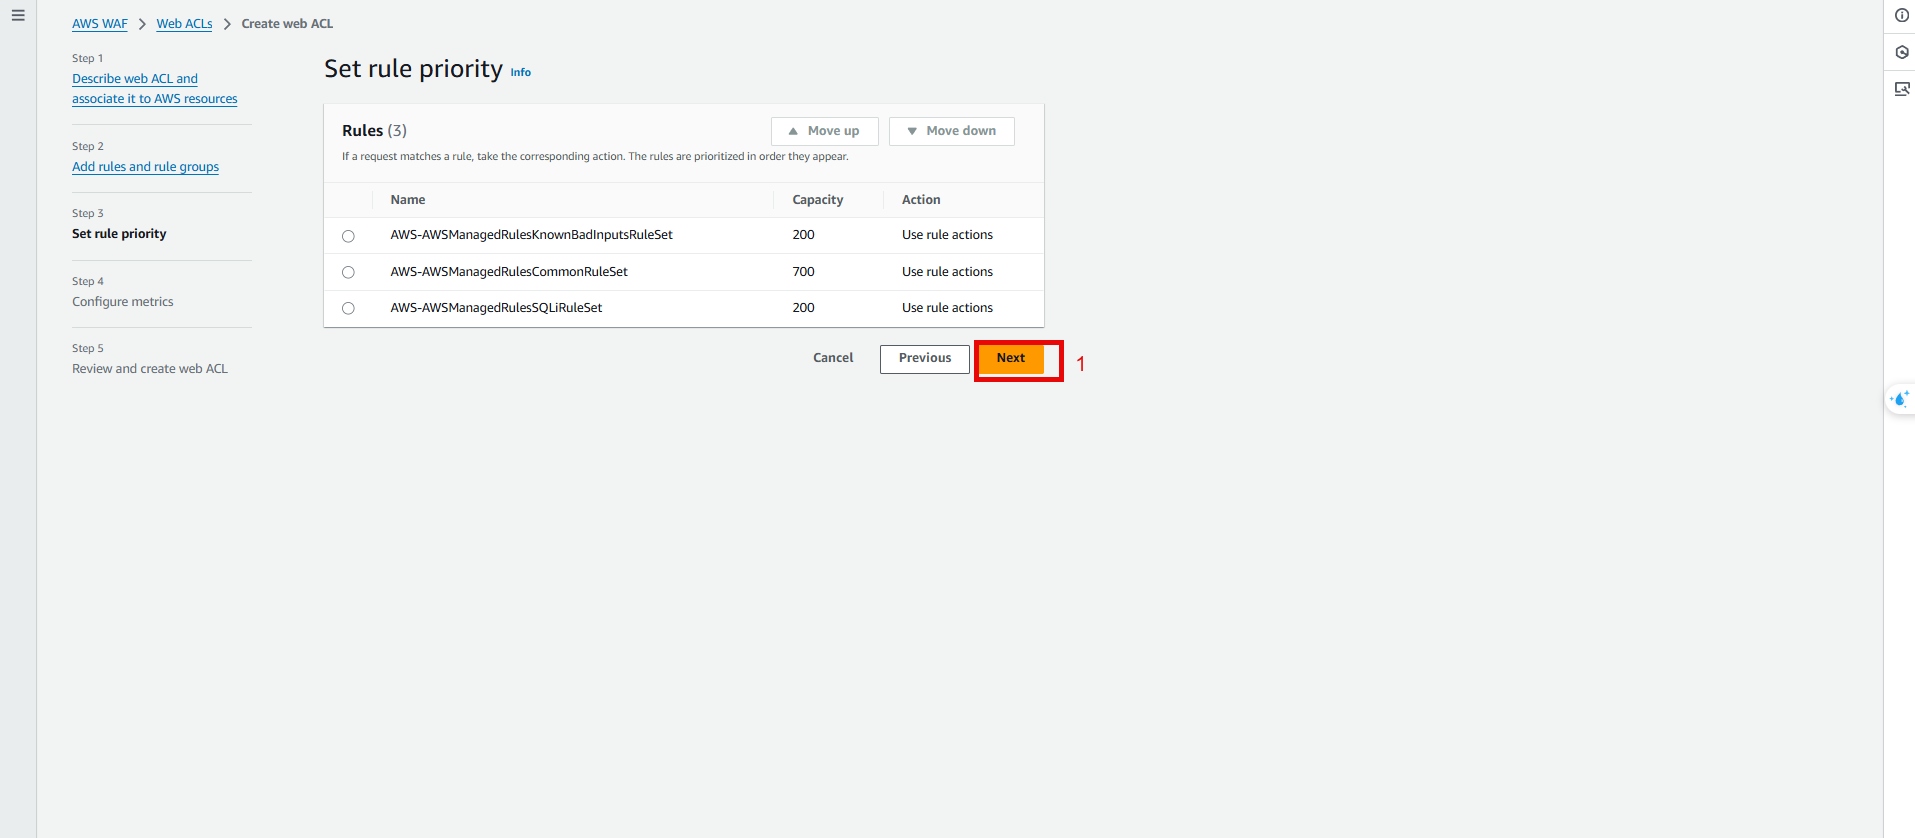 AWS WAF > Web ACLs > Create web ACL
Step 1
Describe web ACL and
associate it to AWS resources
Step 2
Add rules and rule groups
Step 3
Set rule priority
Step 4
Configure metrics
Step 5
Review and create web ACL
Set rule priority Info
Rules (3)
Move up
Move down
If a request matches a rule, take the corresponding action. The rules are prioritized in order they appear.
Name Capacity Action
AWS-AWSManagedRulesKnownBadInputsRuleSet 200 Use rule actions
AWS-AWSManagedRulesCommonRuleSet 700 Use rule actions
AWS-AWSManagedRulesSQLiRuleSet 200 Use rule actions
Cancel Previous Next 1